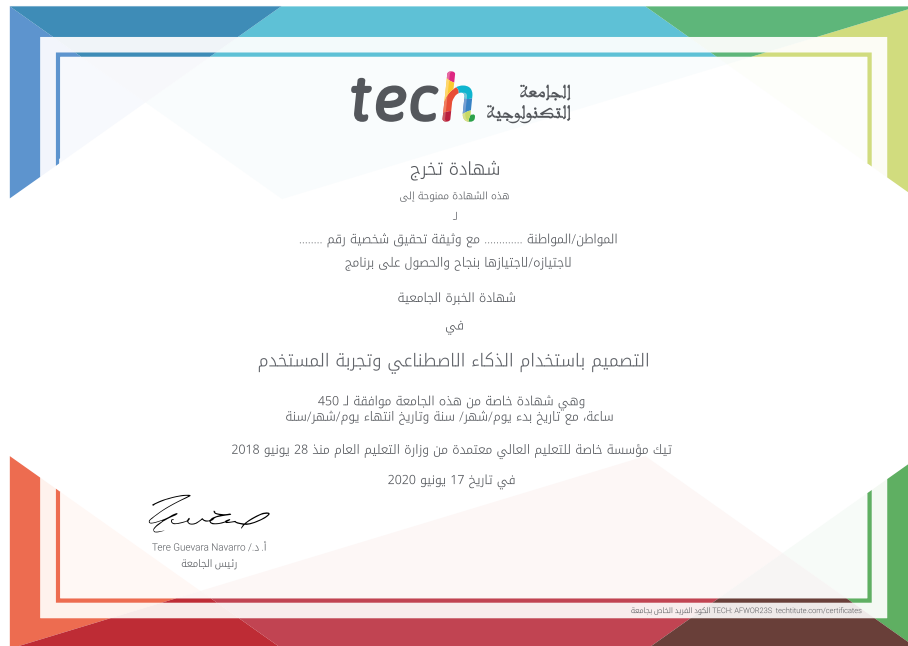 tech
الجامعة
التكنولوجية
شهادة تخرج
هذه الشهادة ممنوحة إلى
لـ
المواطن/المواطنة ............ مع وثيقة تحقيق شخصية رقم ........
لاجتيازه/لاجتيازها بنجاح والحصول على برنامج
شهادة الخبرة الجامعية
في
التصميم باستخدام الذكاء الاصطناعي وتجربة المستخدم
وهي شهادة خاصة من هذه الجامعة موافقة لـ 450
ساعة، مع تاريخ بدء يوم/شهر/ سنة وتاريخ انتهاء يوم/شهر/سنة
تيك مؤسسة خاصة للتعليم العالي معتمدة من وزارة التعليم العام منذ 28 يونيو 2018
في تاريخ 17 يونيو 2020
أ. د./ Tere Guevara Navarro
رئيس الجامعة
الكود الفريد الخاص بجامعة TECH: AFWOR23S techtitute.com/certificates